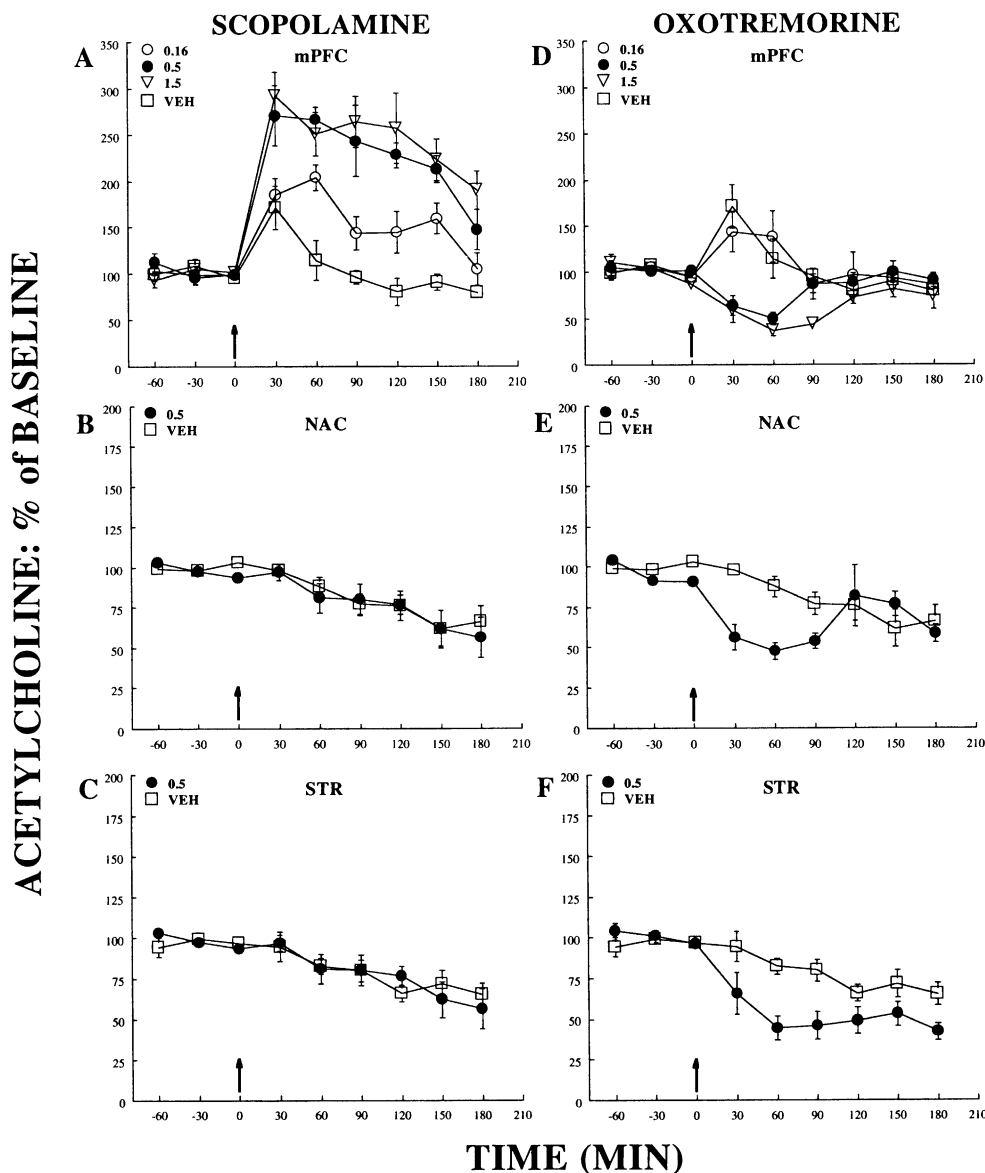 SCOPOLAMINE
OXOTREMORINE
ACETYLCHOLINE: % of BASELINE
A
mPFC
0.16
0.5
1.5
VEH
350
300
250
200
150
100
50
0
-60 -30 0 30 60 90 120 150 180 210
D
mPFC
0.16
0.5
1.5
VEH
350
300
250
200
150
100
50
0
-60 -30 0 30 60 90 120 150 180 210
B
NAC
0.5
VEH
200
175
150
125
100
75
50
25
0
-60 -30 0 30 60 90 120 150 180 210
E
NAC
0.5
VEH
200
175
150
125
100
75
50
25
0
-60 -30 0 30 60 90 120 150 180 210
C
STR
0.5
VEH
200
175
150
125
100
75
50
25
0
-60 -30 0 30 60 90 120 150 180 210
F
STR
0.5
VEH
200
175
150
125
100
75
50
25
0
-60 -30 0 30 60 90 120 150 180 210
TIME (MIN)